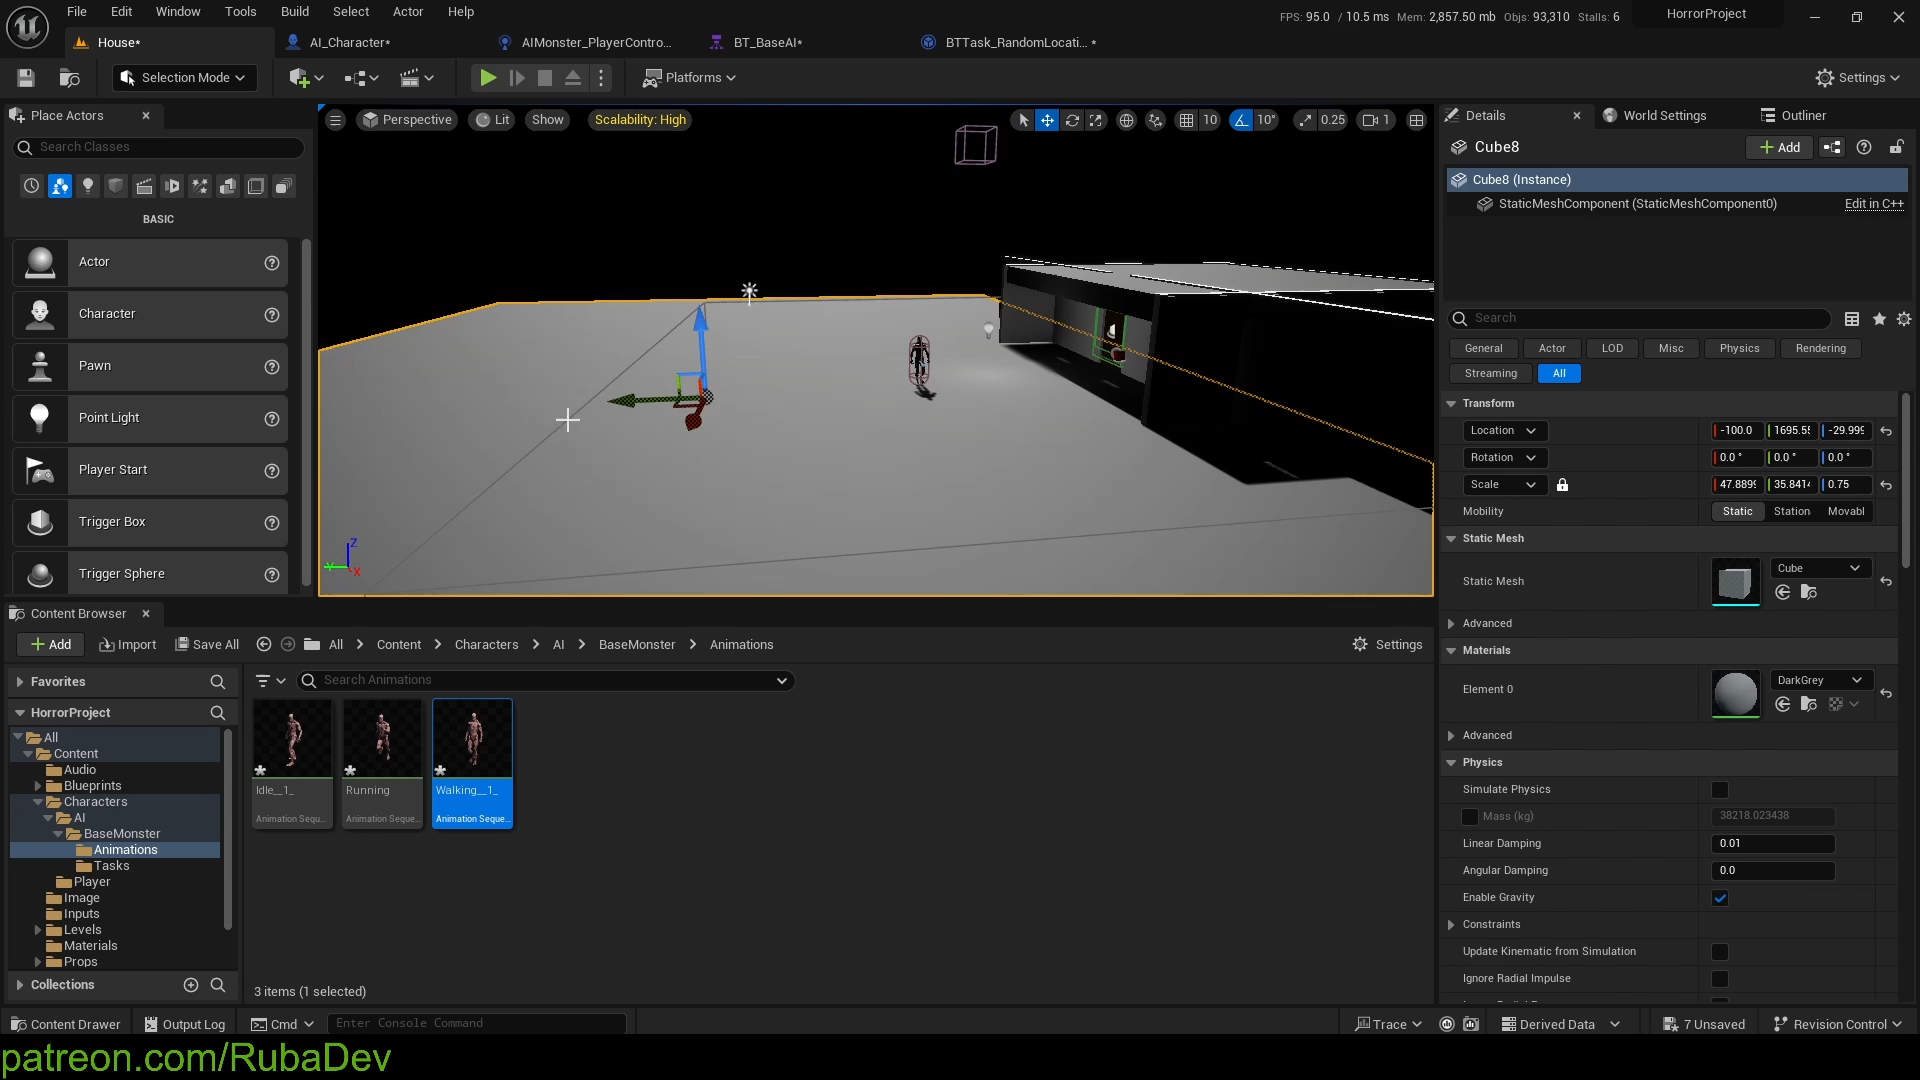 File Edit Window Tools Build Select Actor Help
FPS: 95.0 / 10.5 ms Mem: 2,857.50 mb Objs: 93,310 Stalls: 6
HorrorProject
House*
AI_Character*
AIMonster_PlayerContro...
BT_BaseAI*
BTTask_RandomLocati... *
Selection Mode
Platforms
Settings
Place Actors
Search Classes
BASIC
Actor
Character
Pawn
Point Light
Player Start
Trigger Box
Trigger Sphere
Perspective
Lit
Show
Scalability: High
10
10°
0.25
1
Z
Y
X
Details
World Settings
Outliner
Cube8
Add
Cube8 (Instance)
StaticMeshComponent (StaticMeshComponent0)
Edit in C++
Search
General Actor LOD Misc Physics Rendering
Streaming All
Transform
Location -100.0 1695.5 -29.999
Rotation 0.0 ° 0.0 ° 0.0 °
Scale 47.8899 35.8414 0.75
Mobility Static Station Movabl
Static Mesh
Static Mesh
Cube
Advanced
Materials
Element 0
DarkGrey
Advanced
Physics
Simulate Physics
Mass (kg) 38218.023438
Linear Damping 0.01
Angular Damping 0.0
Enable Gravity
Constraints
Update Kinematic from Simulation
Ignore Radial Impulse
Content Browser
Add
Import
Save All
All > Content > Characters > AI > BaseMonster > Animations
Settings
Favorites
HorrorProject
All
Content
Audio
Blueprints
Characters
AI
BaseMonster
Animations
Tasks
Player
Image
Inputs
Levels
Materials
Props
Collections
Search Animations
Idle__1_
Animation Seque...
Running
Animation Seque...
Walking__1_
Animation Seque...
3 items (1 selected)
Content Drawer
Output Log
Cmd
Enter Console Command
Trace
Derived Data
7 Unsaved
Revision Control
patreon.com/RubaDev